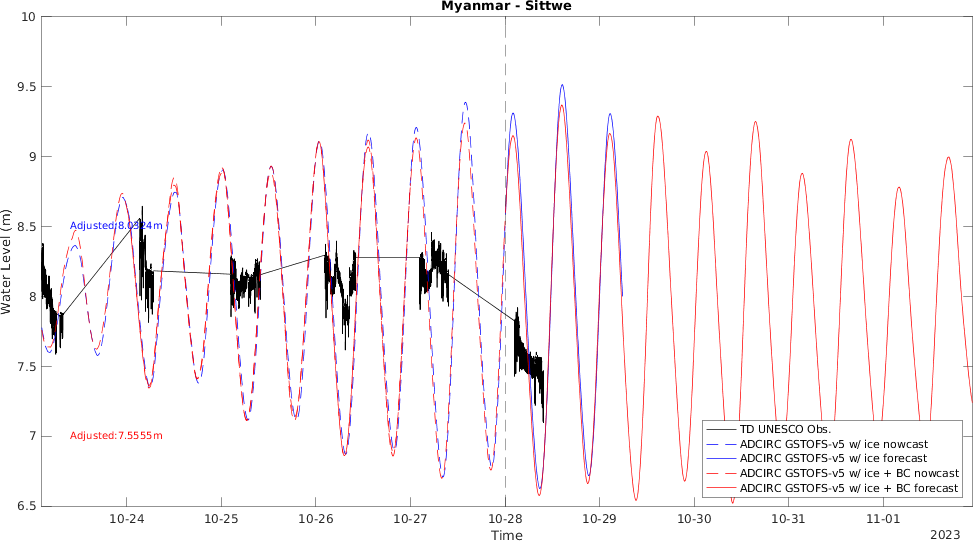 Myanmar - Sittwe
10
9.5
9
8.5
8
7.5
7
6.5
Water Level (m)
Adjusted:8.0324m
Adjusted:7.5555m
TD UNESCO Obs.
ADCIRC GSTOFS-v5 w/ ice nowcast
ADCIRC GSTOFS-v5 w/ ice forecast
ADCIRC GSTOFS-v5 w/ ice + BC nowcast
ADCIRC GSTOFS-v5 w/ ice + BC forecast
10-24 10-25 10-26 10-27 10-28 10-29 10-30 10-31 11-01
Time
2023